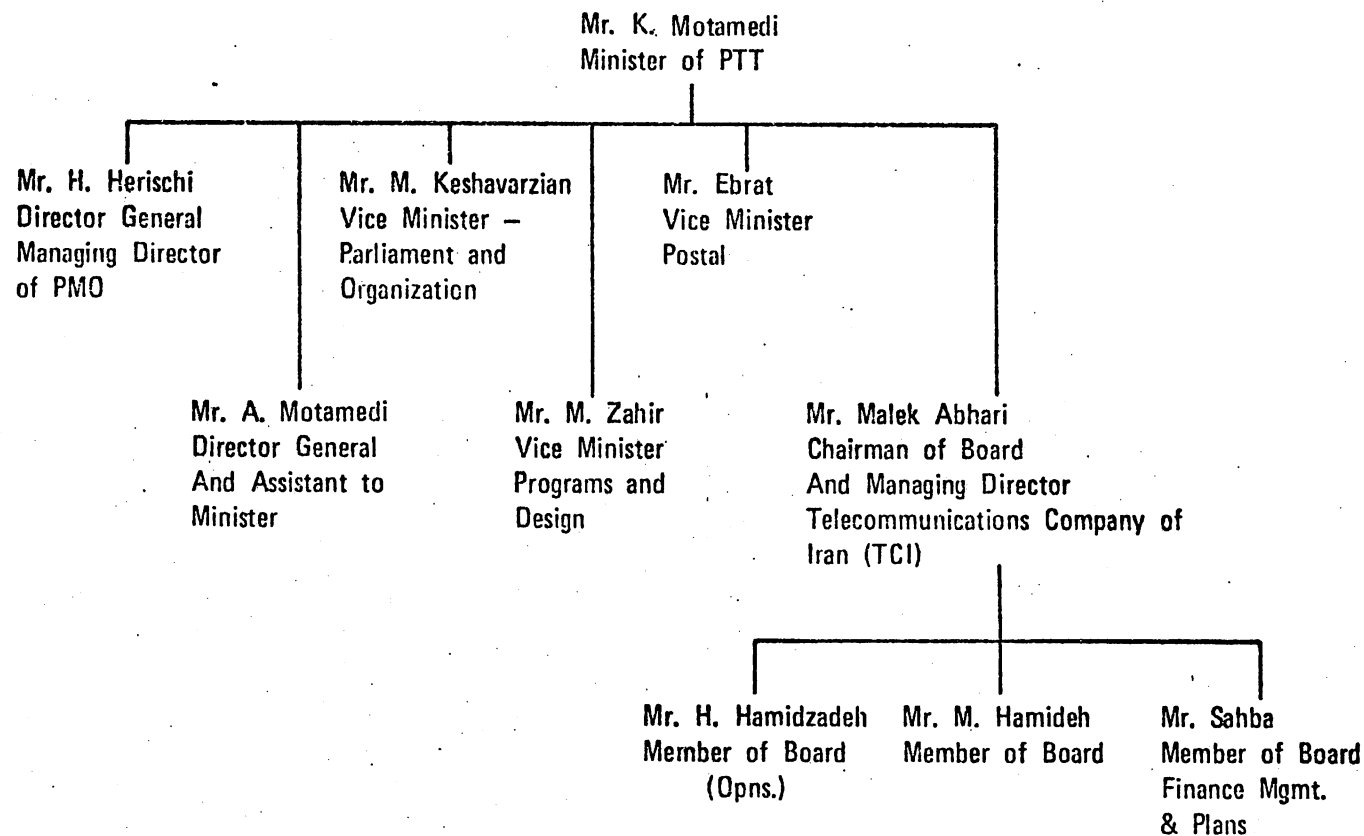 Mr. K. Motamedi
Minister of PTT
Mr. H. Herischi
Director General
Managing Director
of PMO
Mr. M. Keshavarzian
Vice Minister –
Parliament and
Organization
Mr. Ebrat
Vice Minister
Postal
Mr. A. Motamedi
Director General
And Assistant to
Minister
Mr. M. Zahir
Vice Minister
Programs and
Design
Mr. Malek Abhari
Chairman of Board
And Managing Director
Telecommunications Company of
Iran (TCI)
Mr. H. Hamidzadeh
Member of Board
(Opns.)
Mr. M. Hamideh
Member of Board
Mr. Sahba
Member of Board
Finance Mgmt.
& Plans